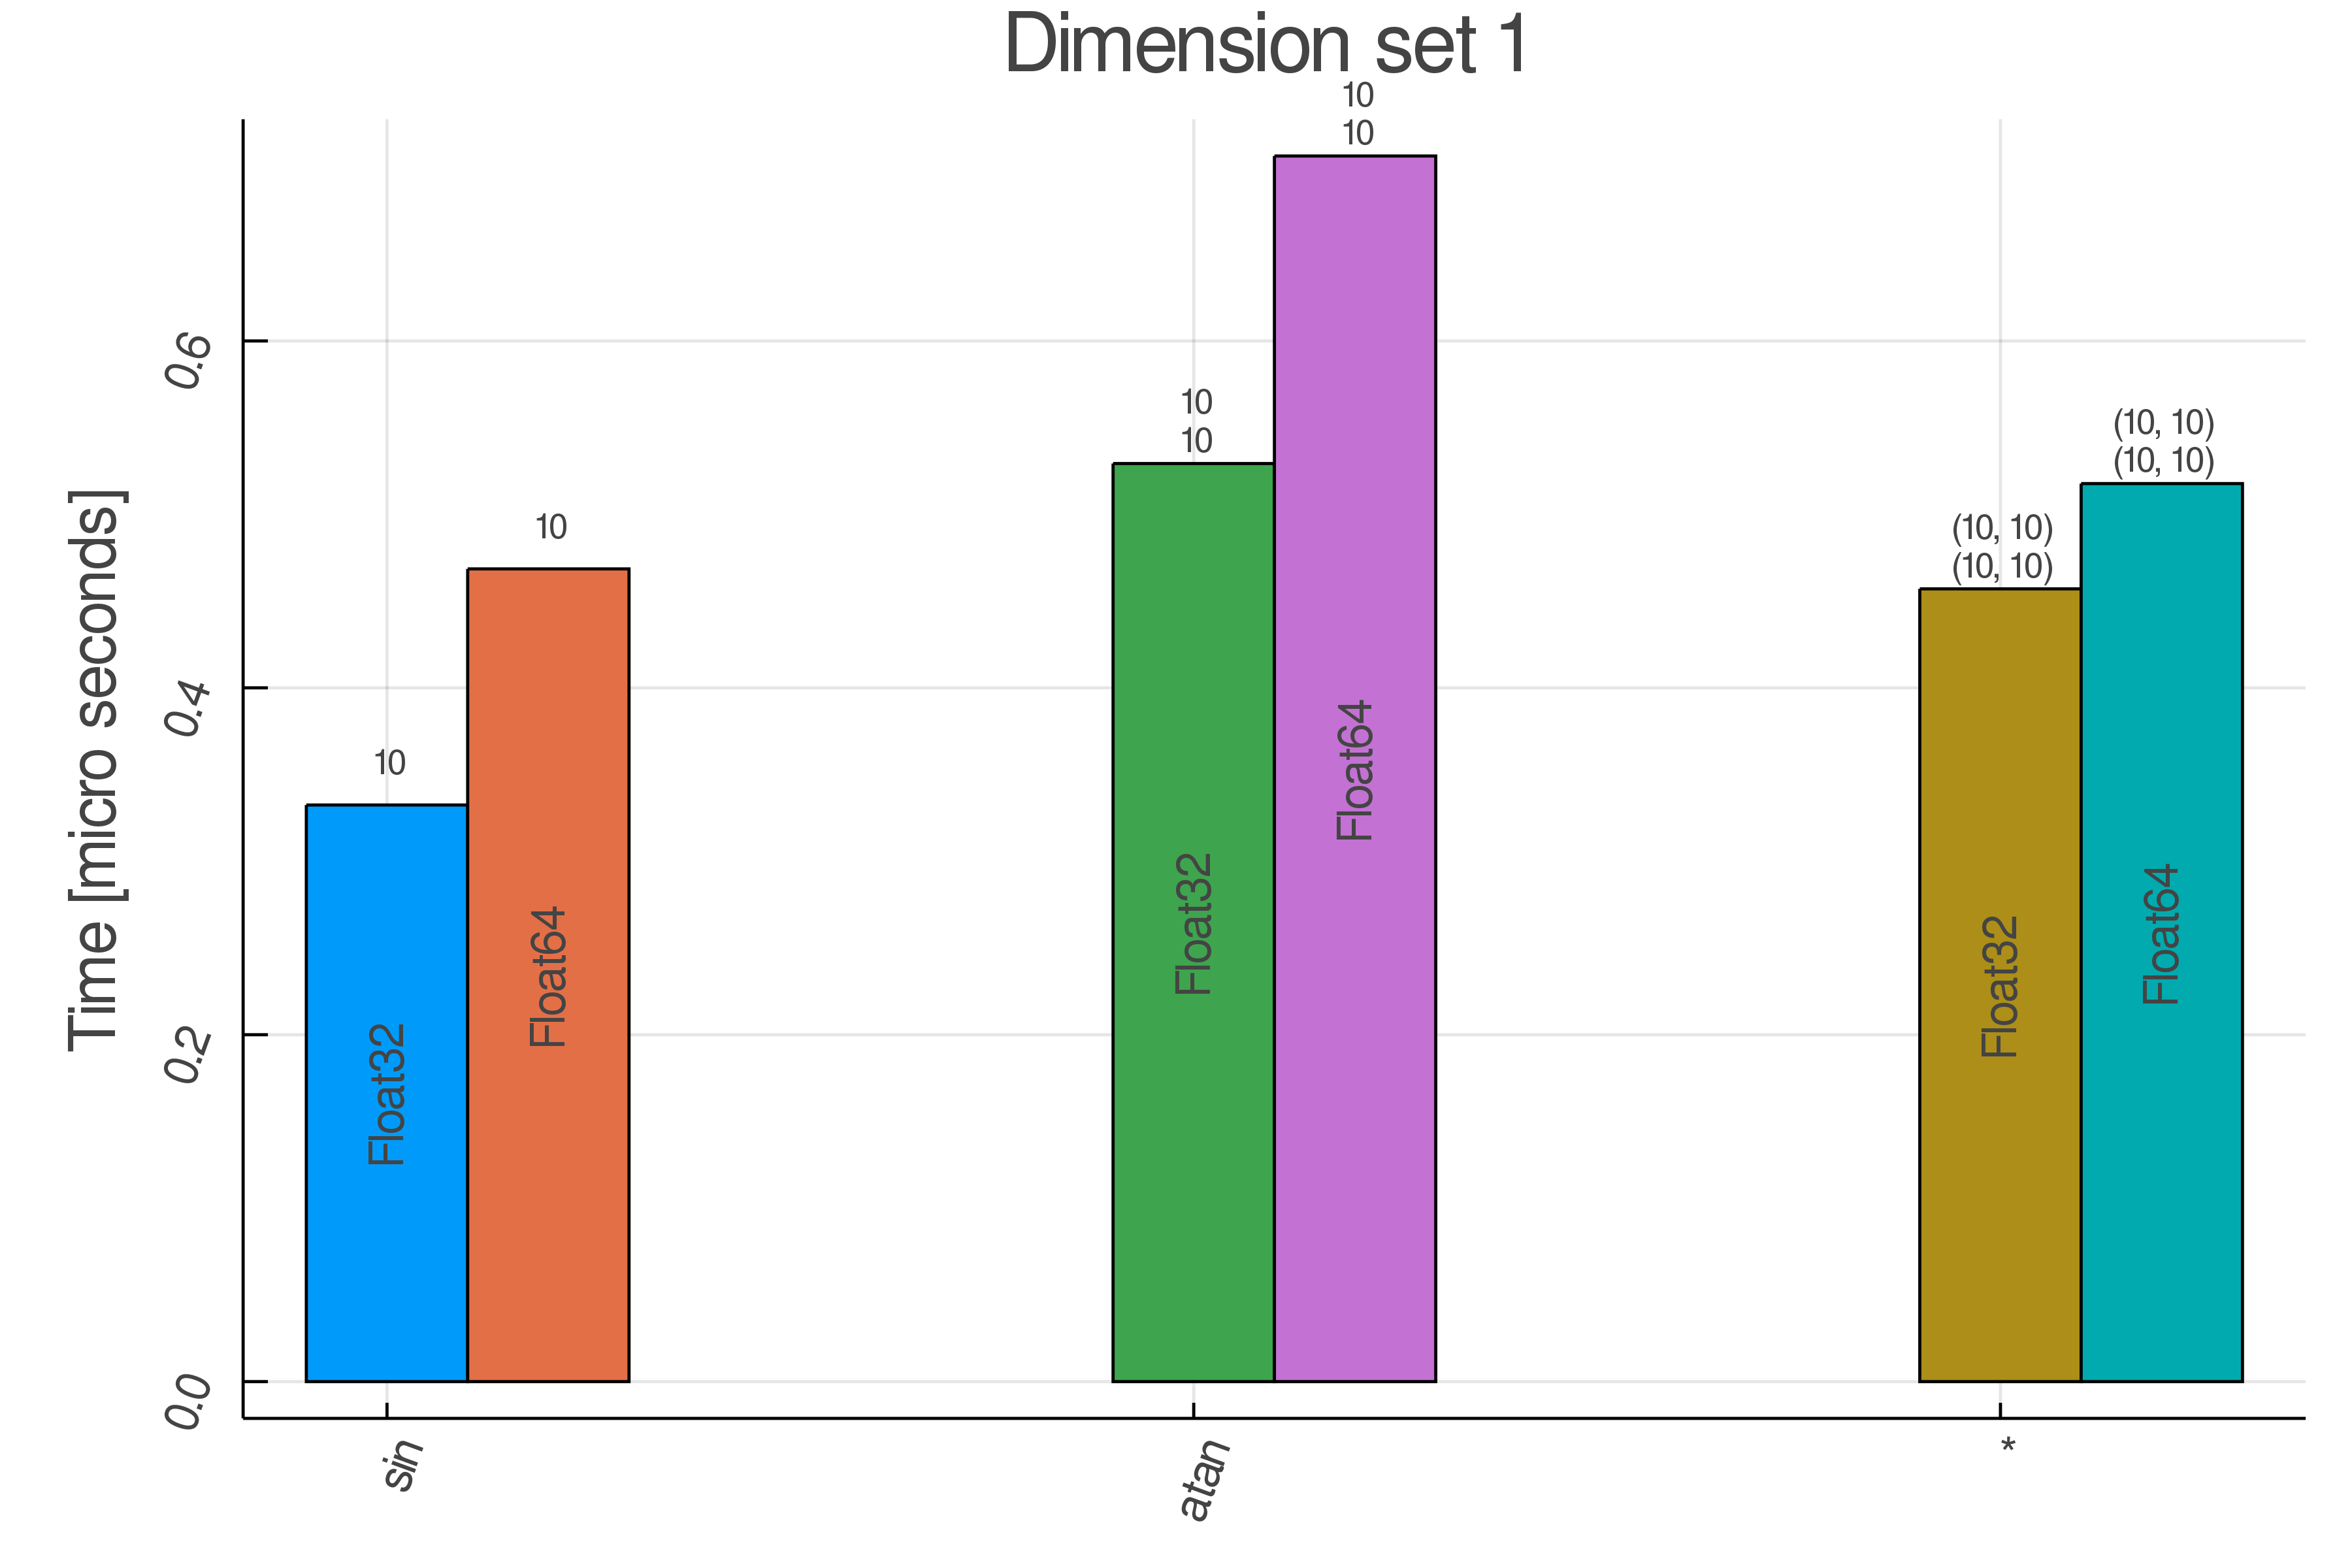 Dimension set 1
Time [micro seconds]
0.6
0.4
0.2
0.0
10
Float32
10
Float64
10
10
Float32
10
10
Float64
(10, 10)
(10, 10)
Float32
(10, 10)
(10, 10)
Float64
sin
atan
*